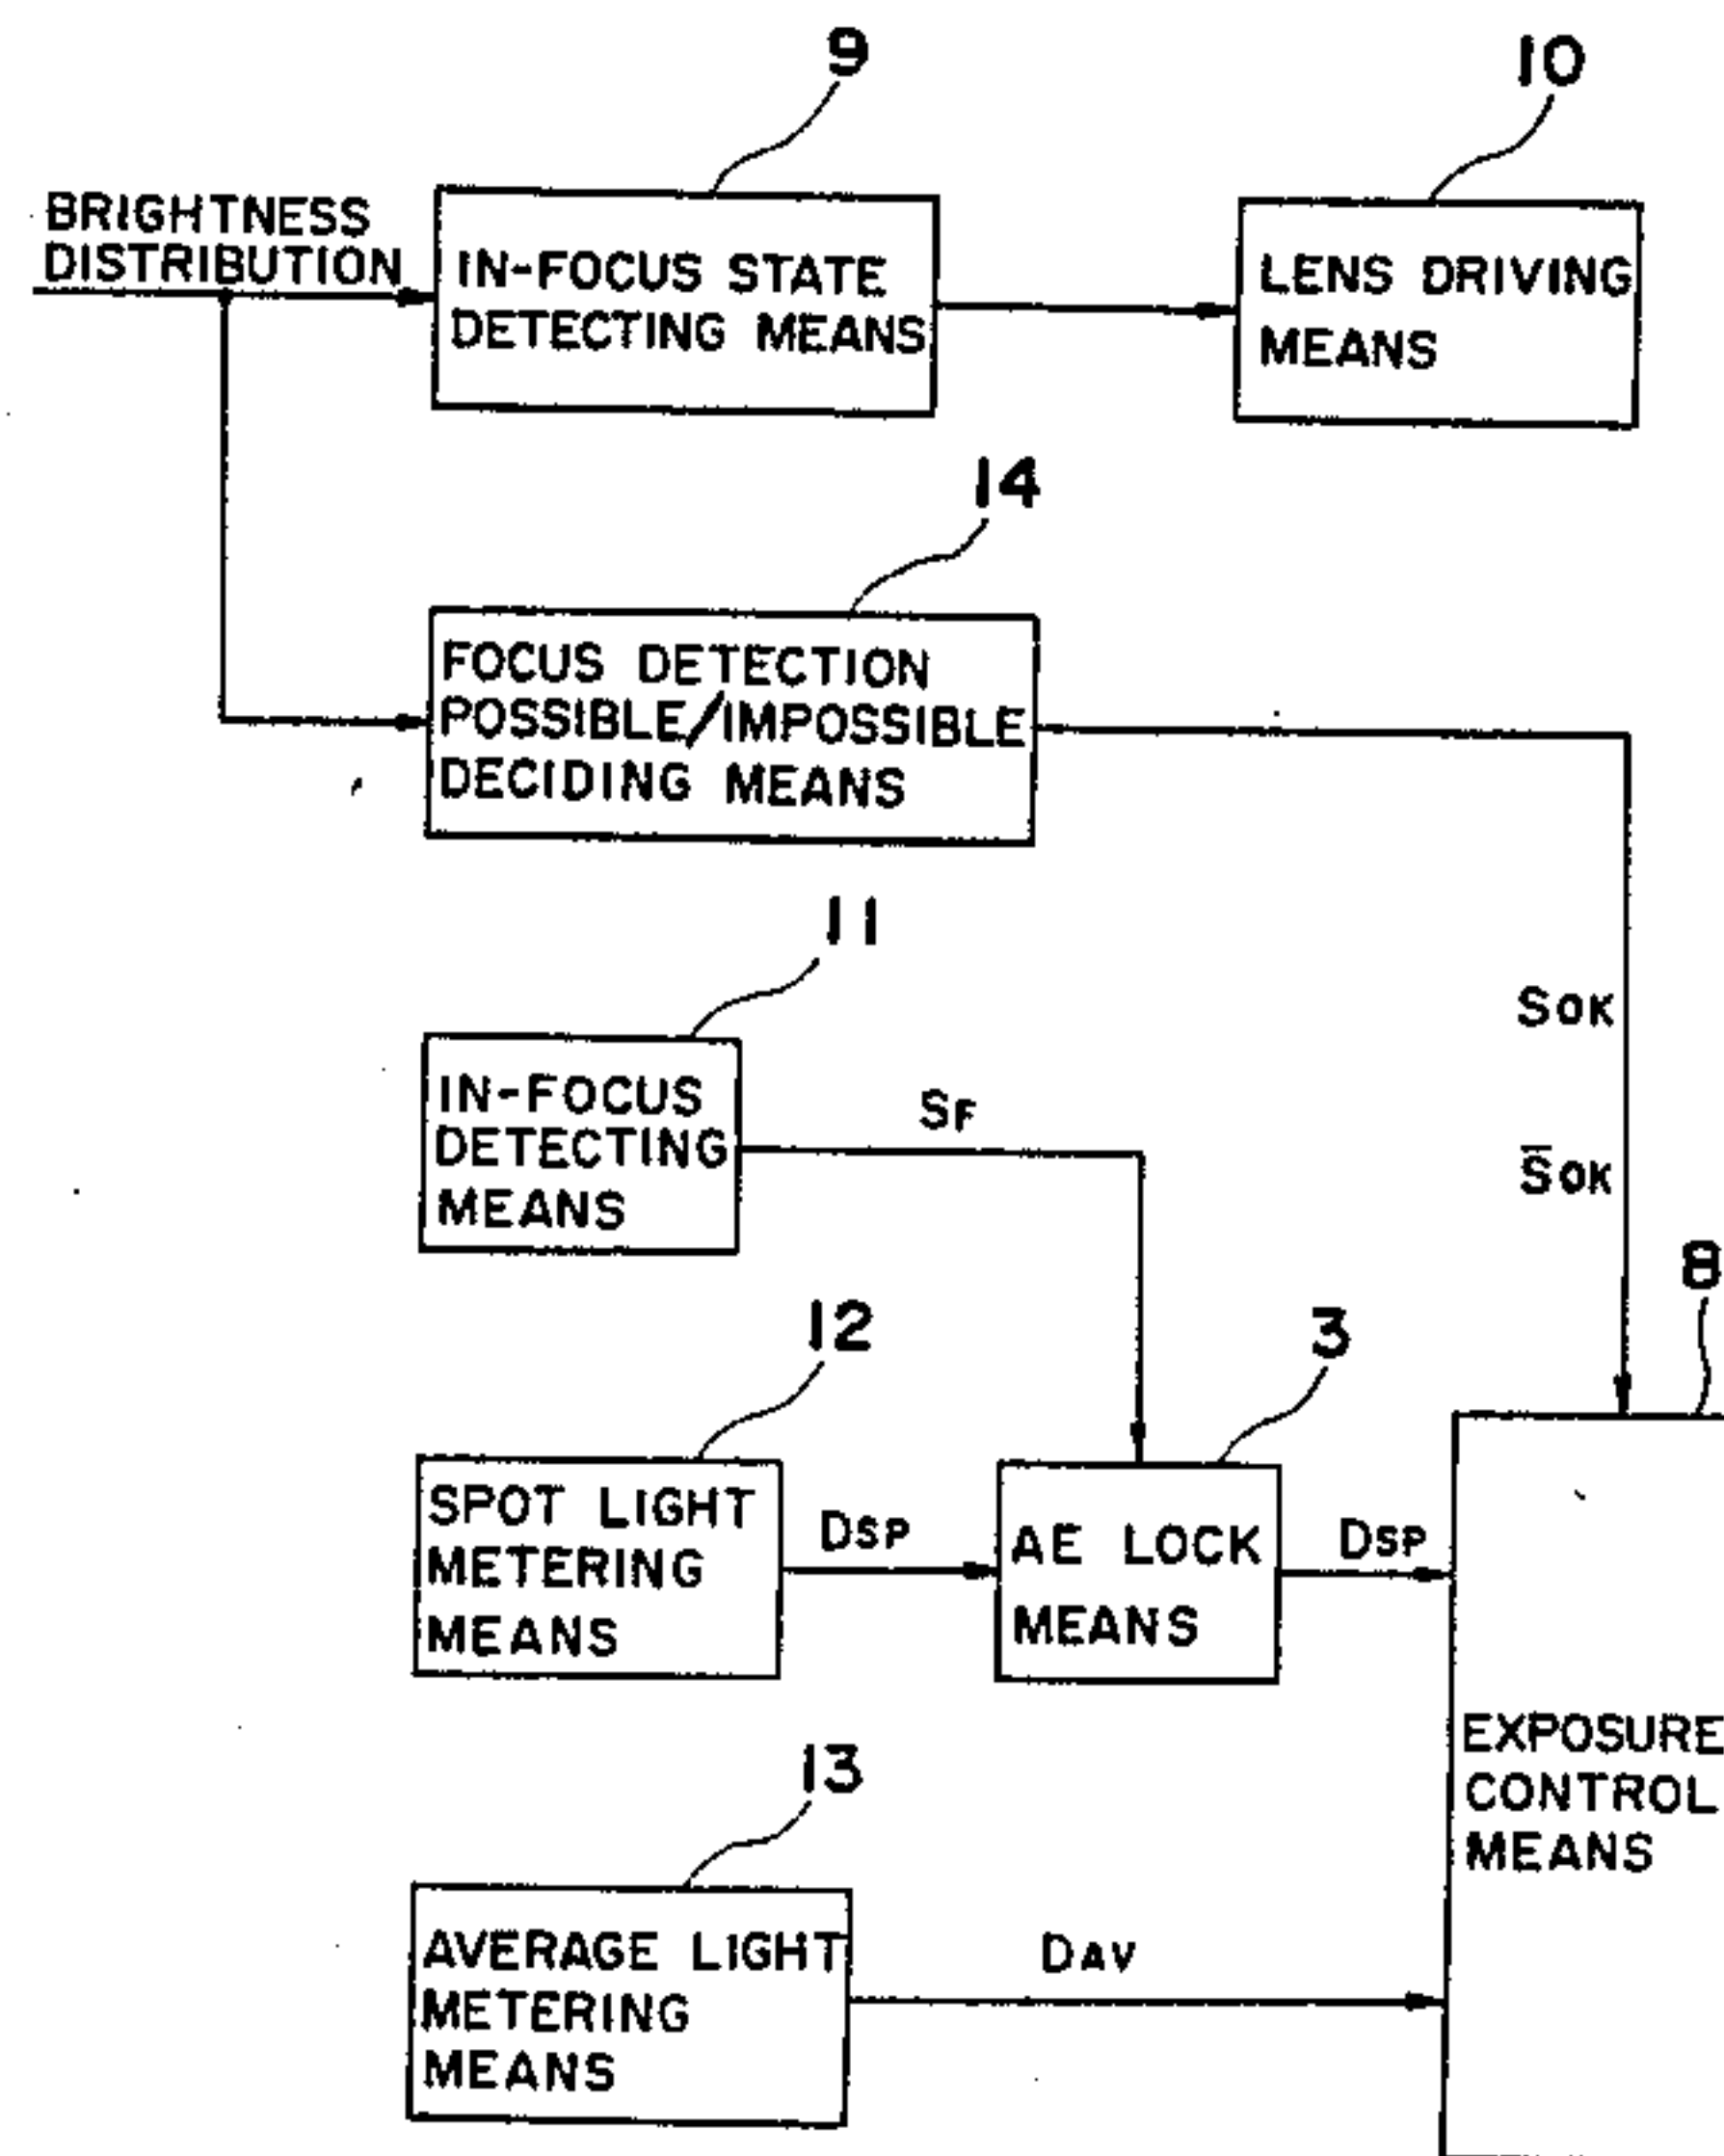 9
10
BRIGHTNESS
DISTRIBUTION
IN-FOCUS STATE
DETECTING MEANS
LENS DRIVING
MEANS
14
FOCUS DETECTION
POSSIBLE/IMPOSSIBLE
DECIDING MEANS
11
SOK
IN-FOCUS
DETECTING
MEANS
SF
S̄OK
8
12
3
SPOT LIGHT
METERING
MEANS
DSP
AE LOCK
MEANS
DSP
13
EXPOSURE
CONTROL
MEANS
AVERAGE LIGHT
METERING
MEANS
DAV